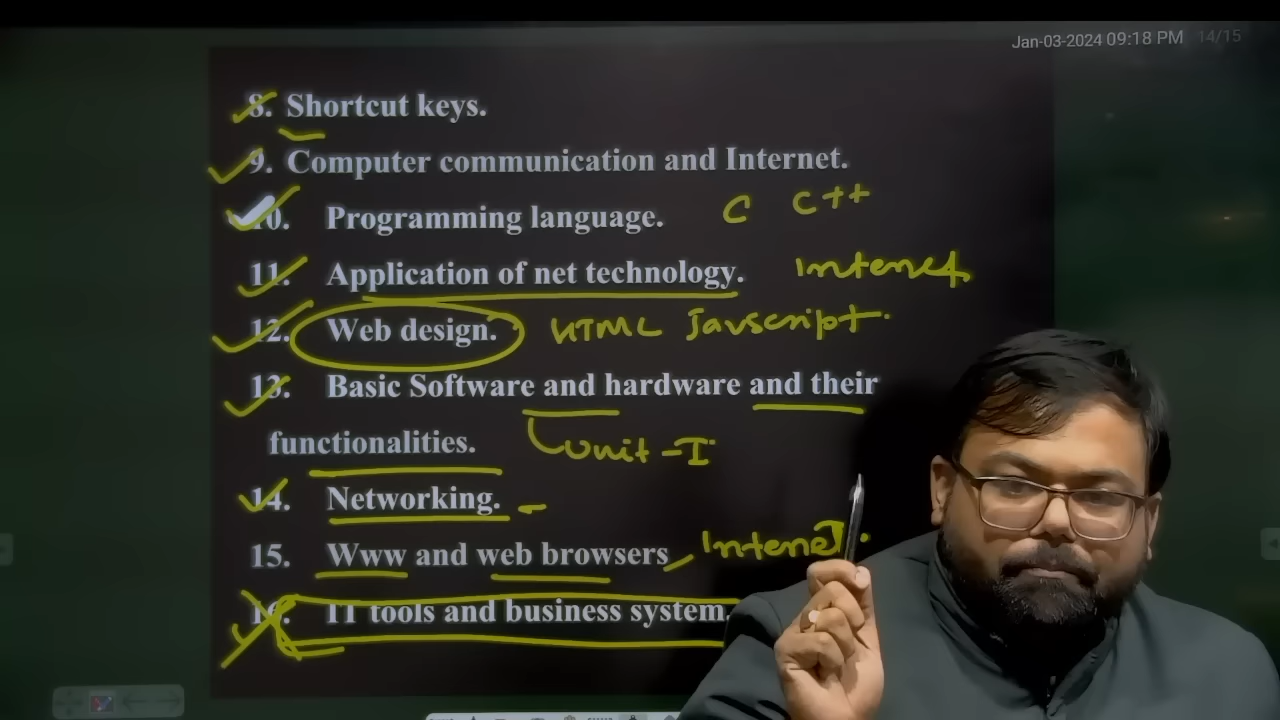 Jan-03-2024 09:18 PM 14/15
8. Shortcut keys.
9. Computer communication and Internet.
10. Programming language. C C++
11. Application of net technology. Internet
12. Web design. HTML Javscript.
13. Basic Software and hardware and their
functionalities. Unit-I
14. Networking.
15. Www and web browsers Internet.
16. IT tools and business system.